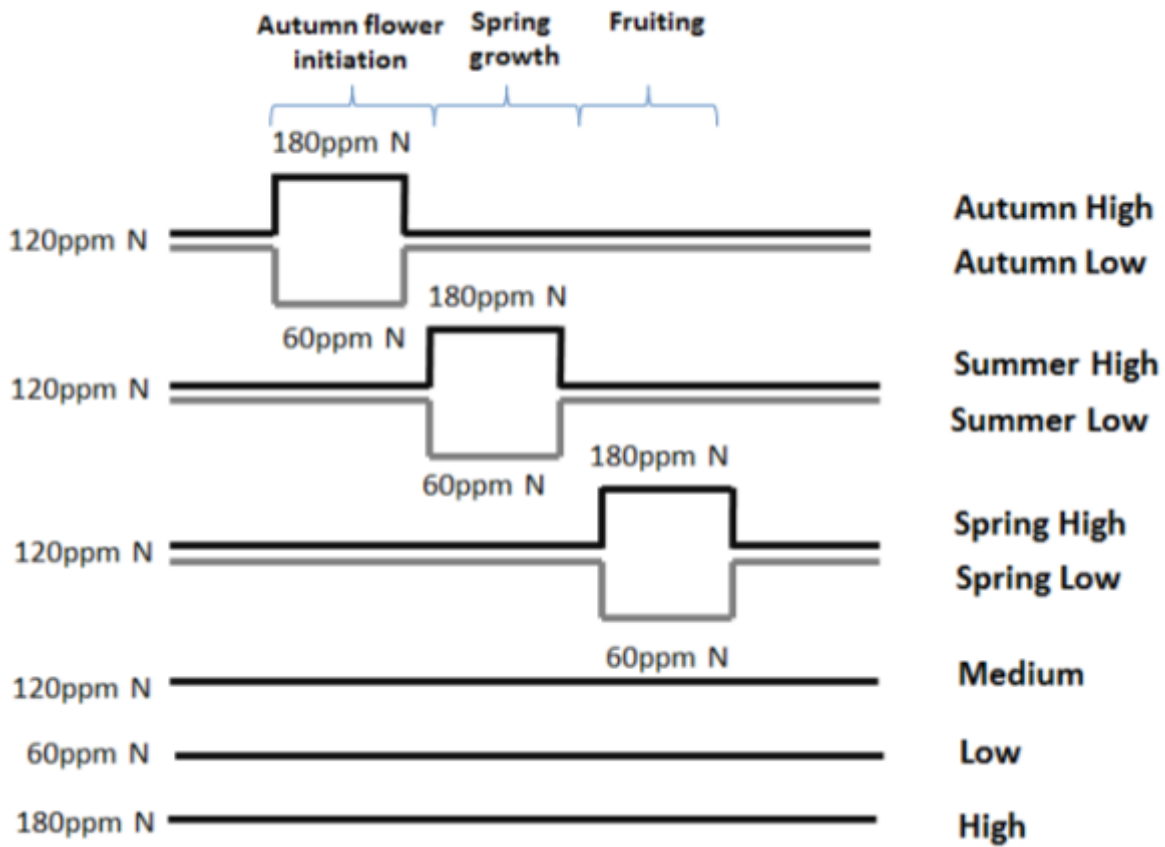 Autumn flower
initiation
Spring
growth
Fruiting
180ppm N
120ppm N
Autumn High
Autumn Low
60ppm N
180ppm N
120ppm N
Summer High
Summer Low
60ppm N
180ppm N
120ppm N
Spring High
Spring Low
60ppm N
120ppm N
Medium
60ppm N
Low
180ppm N
High